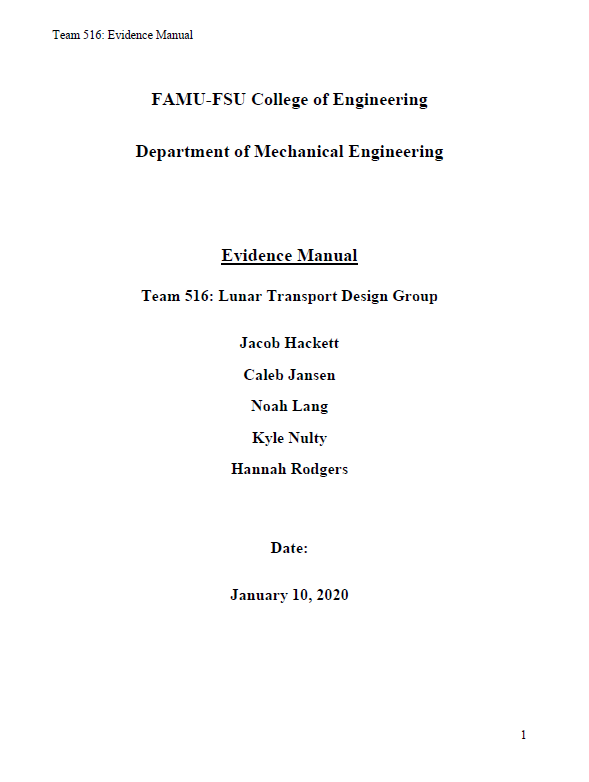 Team 516: Evidence Manual
FAMU-FSU College of Engineering
Department of Mechanical Engineering
Evidence Manual
Team 516: Lunar Transport Design Group
Jacob Hackett
Caleb Jansen
Noah Lang
Kyle Nulty
Hannah Rodgers
Date:
January 10, 2020
1